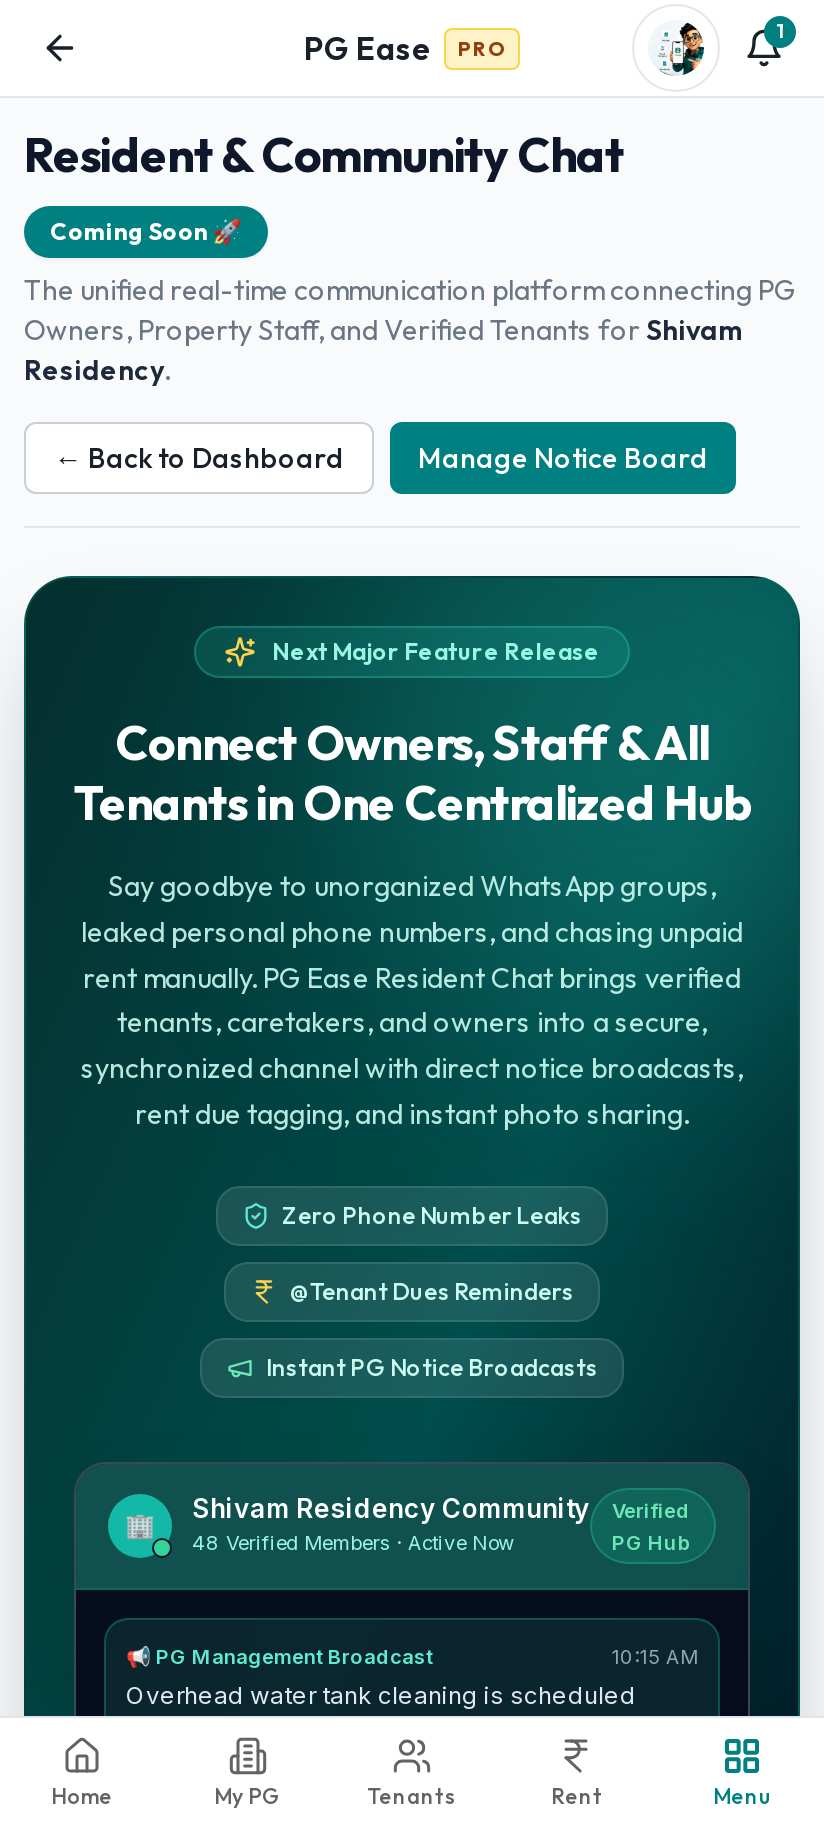 PG Ease PRO
1
Resident & Community Chat
Coming Soon 🚀
The unified real-time communication platform connecting PG
Owners, Property Staff, and Verified Tenants for Shivam
Residency.
← Back to Dashboard
Manage Notice Board
Next Major Feature Release
Connect Owners, Staff & All
Tenants in One Centralized Hub
Say goodbye to unorganized WhatsApp groups,
leaked personal phone numbers, and chasing unpaid
rent manually. PG Ease Resident Chat brings verified
tenants, caretakers, and owners into a secure,
synchronized channel with direct notice broadcasts,
rent due tagging, and instant photo sharing.
Zero Phone Number Leaks
₹ @Tenant Dues Reminders
Instant PG Notice Broadcasts
Shivam Residency Community
48 Verified Members · Active Now
Verified
PG Hub
📢 PG Management Broadcast
10:15 AM
Overhead water tank cleaning is scheduled
Home
My PG
Tenants
Rent
Menu